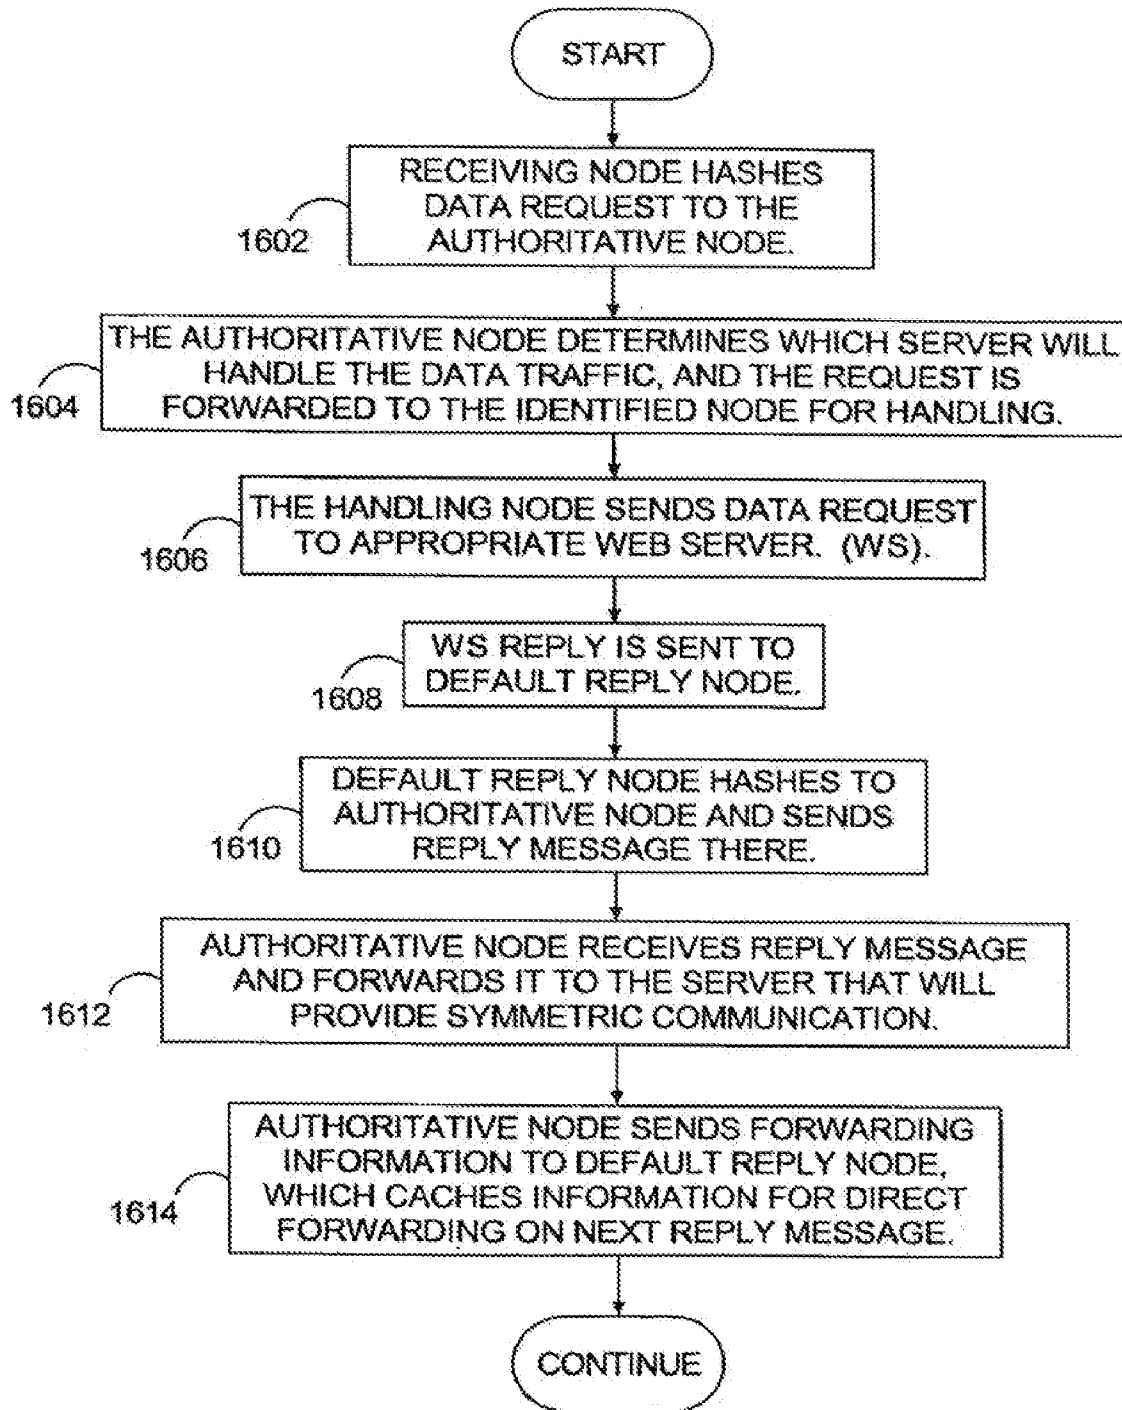 START
RECEIVING NODE HASHES
DATA REQUEST TO THE
AUTHORITATIVE NODE.
1602
THE AUTHORITATIVE NODE DETERMINES WHICH SERVER WILL
HANDLE THE DATA TRAFFIC, AND THE REQUEST IS
FORWARDED TO THE IDENTIFIED NODE FOR HANDLING.
1604
THE HANDLING NODE SENDS DATA REQUEST
TO APPROPRIATE WEB SERVER. (WS).
1606
WS REPLY IS SENT TO
DEFAULT REPLY NODE.
1608
DEFAULT REPLY NODE HASHES TO
AUTHORITATIVE NODE AND SENDS
REPLY MESSAGE THERE.
1610
AUTHORITATIVE NODE RECEIVES REPLY MESSAGE
AND FORWARDS IT TO THE SERVER THAT WILL
PROVIDE SYMMETRIC COMMUNICATION.
1612
AUTHORITATIVE NODE SENDS FORWARDING
INFORMATION TO DEFAULT REPLY NODE,
WHICH CACHES INFORMATION FOR DIRECT
FORWARDING ON NEXT REPLY MESSAGE.
1614
CONTINUE